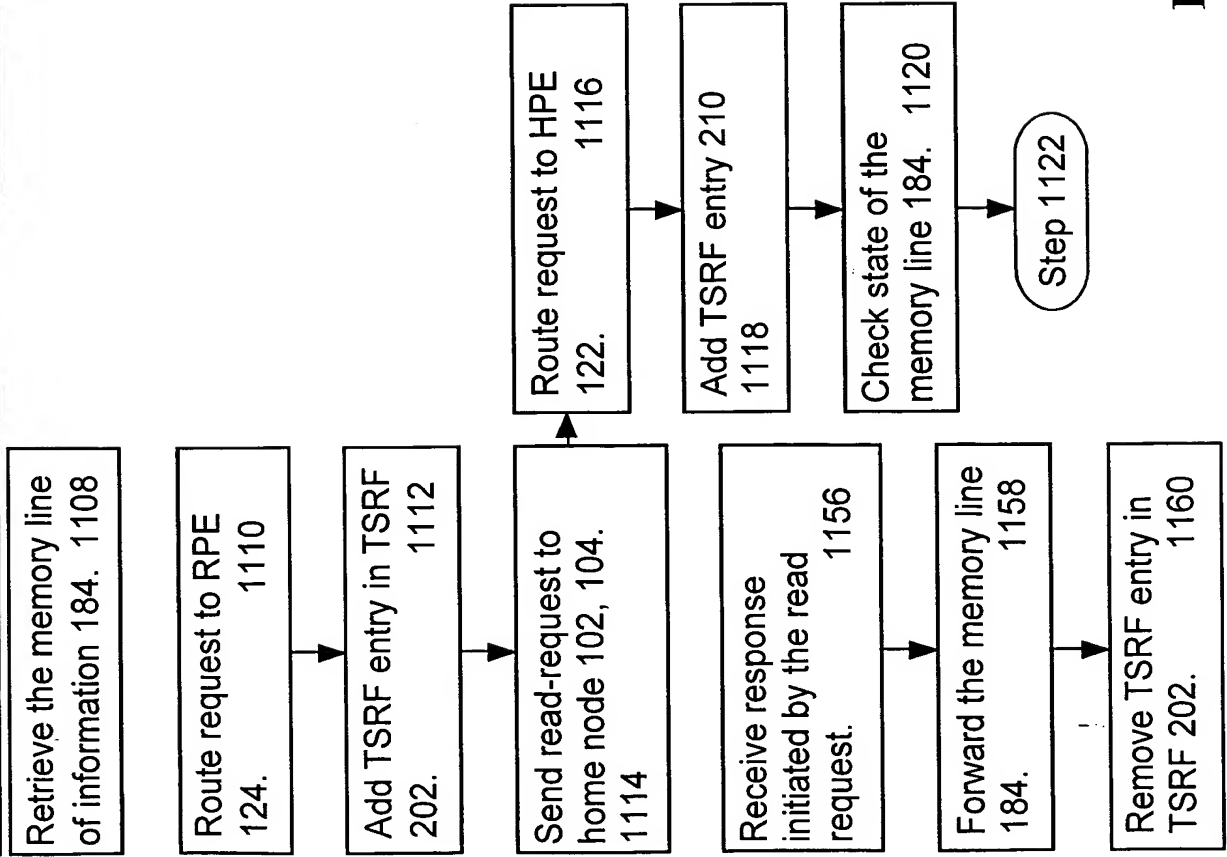 Retrieve the memory line
of information 184. 1108
Route request to RPE
124. 1110
Add TSRF entry in TSRF
202. 1112
Send read-request to
home node 102, 104.
1114
Receive response
initiated by the read
request. 1156
Forward the memory line
184. 1158
Remove TSRF entry in
TSRF 202. 1160
Route request to HPE
122. 1116
Add TSRF entry 210
1118
Check state of the
memory line 184. 1120
Step 1122